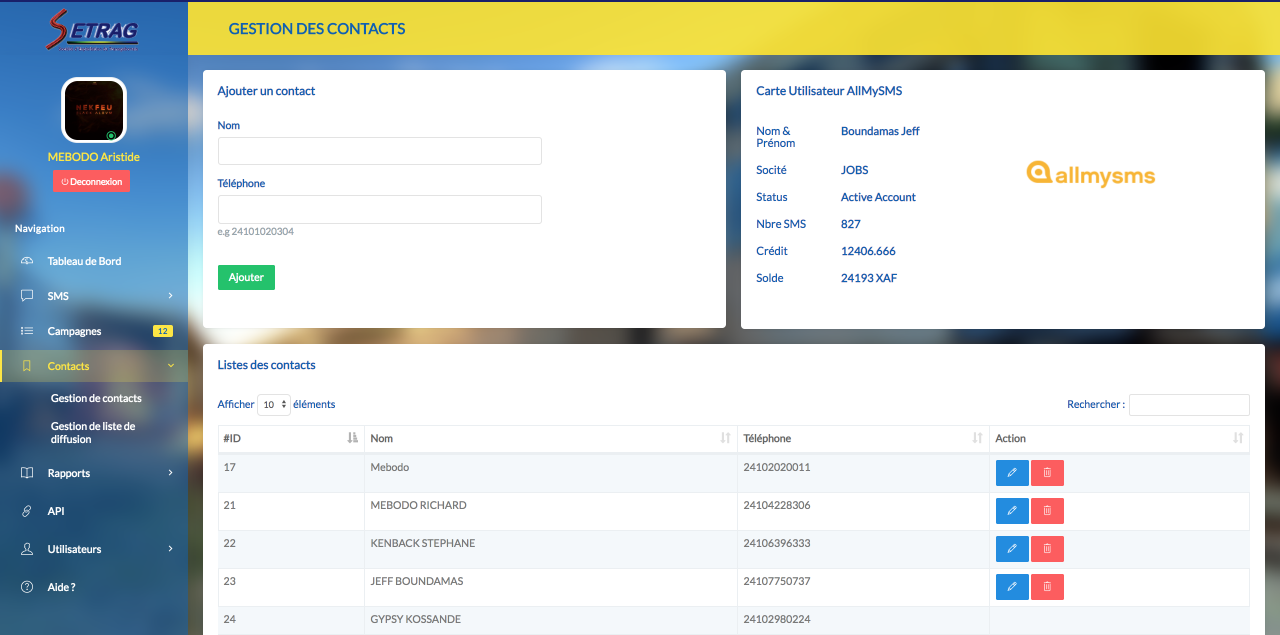 SETRAG
GESTION DES CONTACTS
NEKFEU
MEBODO Aristide
Deconnexion
Navigation
Tableau de Bord
SMS
Campagnes 12
Contacts
Gestion de contacts
Gestion de liste de
diffusion
Rapports
API
Utilisateurs
Aide ?
Ajouter un contact
Nom
Téléphone
e.g 24101020304
Ajouter
Carte Utilisateur AllMySMS
Nom &
Prénom
Boundamas Jeff
Socité JOBS
Status Active Account
Nbre SMS 827
Crédit 12406.666
Solde 24193 XAF
allmysms
Listes des contacts
Afficher 10 éléments
Rechercher :
#ID Nom Téléphone Action
17 Mebodo 24102020011
21 MEBODO RICHARD 24104228306
22 KENBACK STEPHANE 24106396333
23 JEFF BOUNDAMAS 24107750737
24 GYPSY KOSSANDE 24102980224